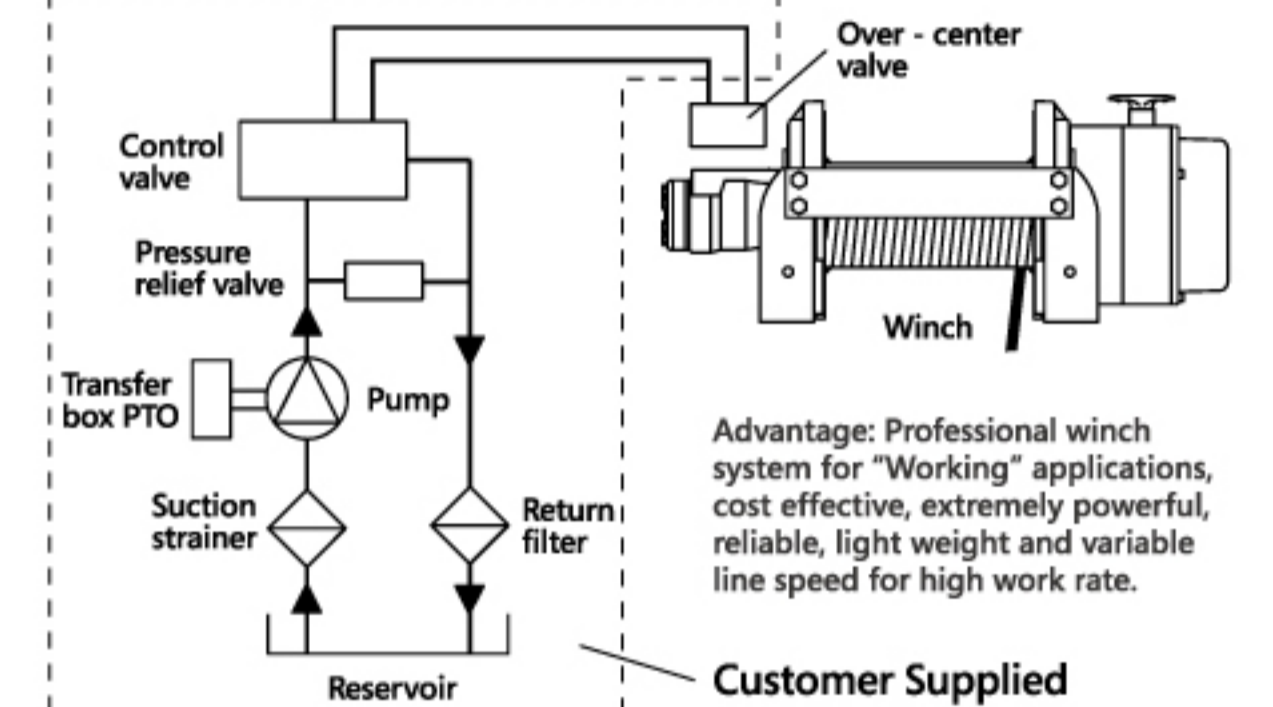 Over - center
valve
Control
valve
Pressure
relief valve
Winch
Transfer
box PTO
Pump
Advantage: Professional winch
system for “Working” applications,
cost effective, extremely powerful,
reliable, light weight and variable
line speed for high work rate.
Suction
strainer
Return
filter
Customer Supplied
Reservoir